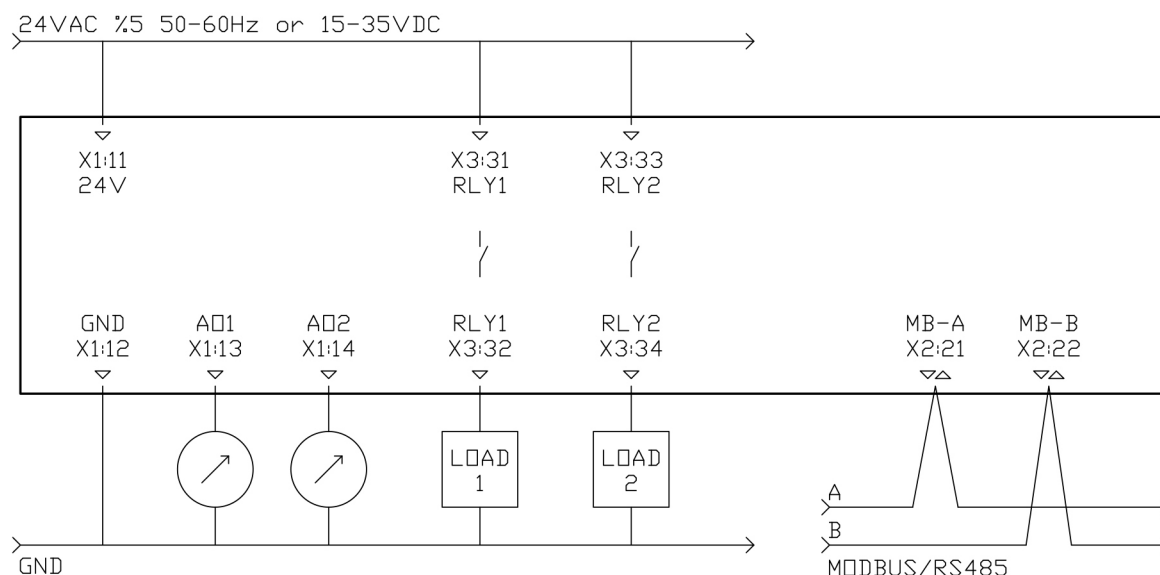 24VAC %5 50-60Hz or 15-35VDC
X1:11 X3:31 X3:33
24V RLY1 RLY2
GND AO1 AO2 RLY1 RLY2 MB-A MB-B
X1:12 X1:13 X1:14 X3:32 X3:34 X2:21 X2:22
LOAD LOAD
1 2
A
B
GND MODBUS/RS485